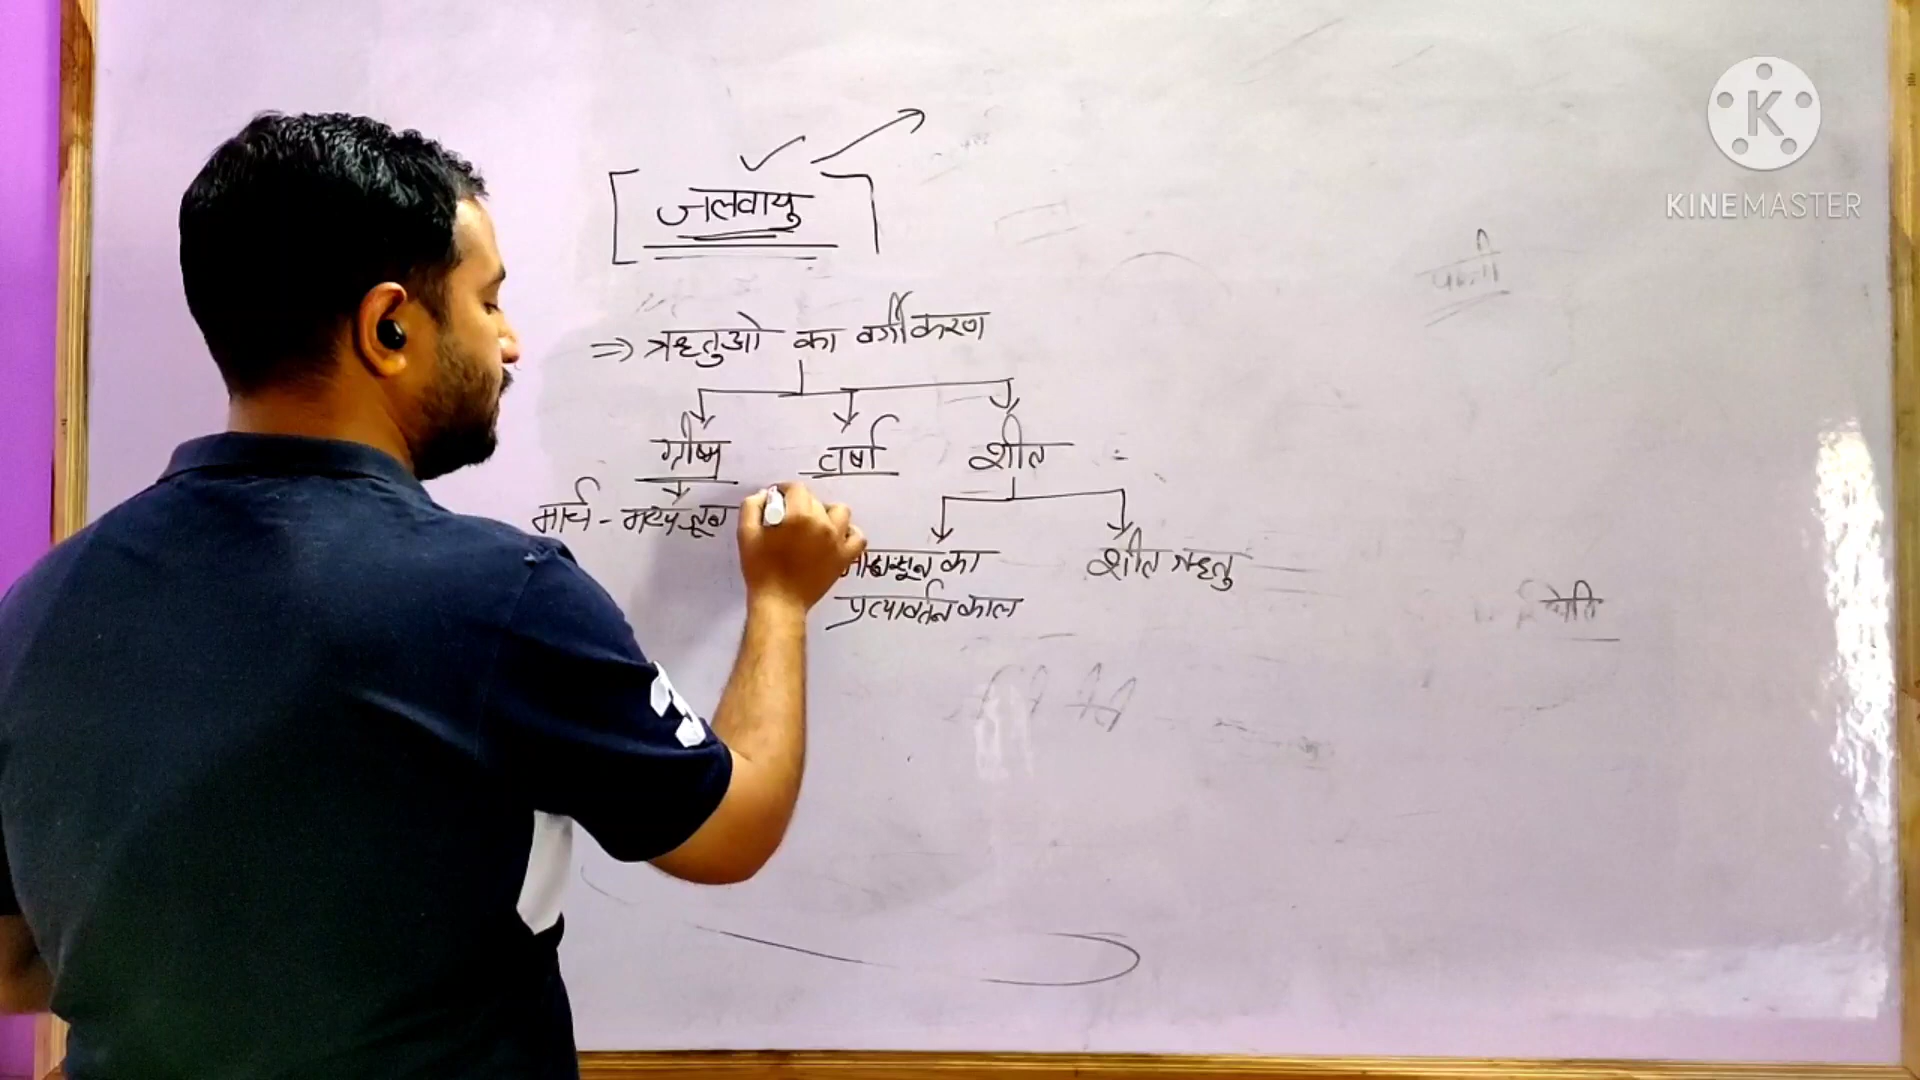 जलवायु
⇒ ऋतुओ का वर्गीकरण
ग्रीष्म वर्षा शीत
मार्च - मध्य जून
मानसून का
प्रत्यावर्तन काल
शीत ऋतु
K
KINEMASTER